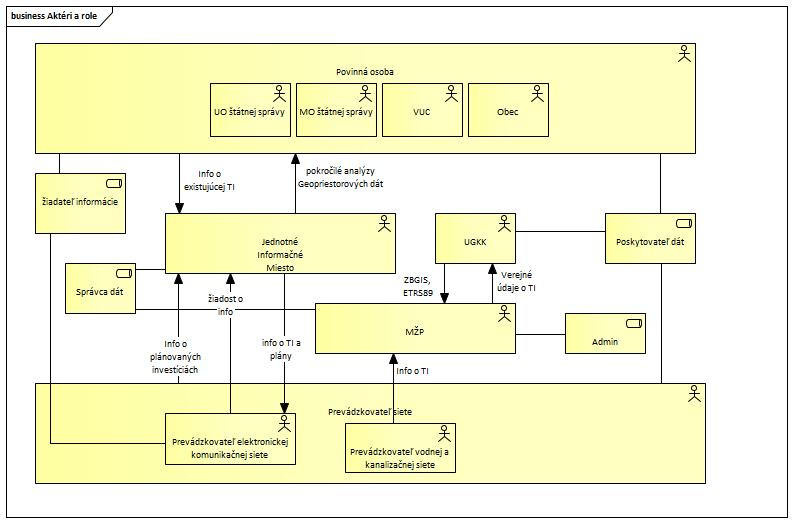 business Aktéri a role
Povinná osoba
UO štátnej správy
MO štátnej správy
VUC
Obec
žiadateľ informácie
Info o
existujúcej TI
pokročilé analýzy
Geopriestorových dát
Jednotné
Informačné
Miesto
UGKK
Poskytovateľ dát
Správca dát
žiadost o
info
ZBGIS,
ETRS89
Verejné
údaje o TI
MŽP
Admin
Info o
plánovaných
investíciách
info o TI a
plány
Info o TI
Prevádzkovateľ siete
Prevádzkovateľ elektronickej
komunikačnej siete
Prevádzkovateľ vodnej a
kanalizačnej siete